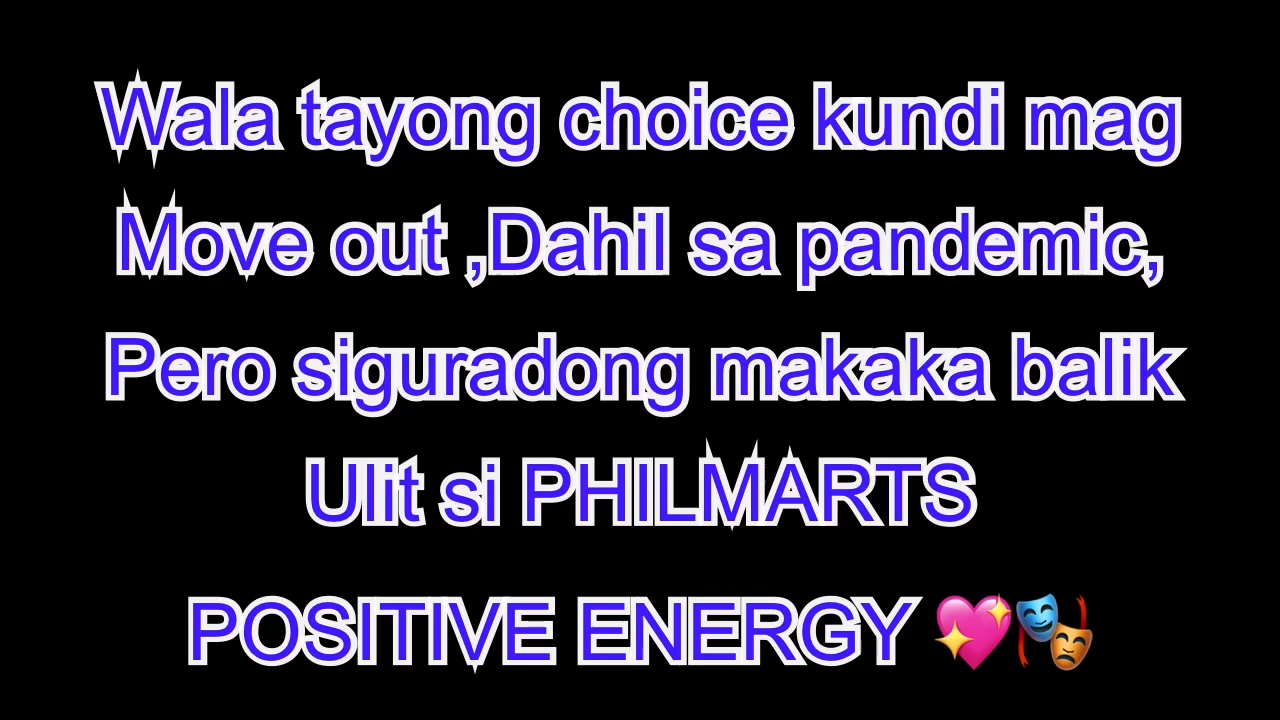 Wala tayong choice kundi mag
Move out ,Dahil sa pandemic,
Pero siguradong makaka balik
Ulit si PHILMARTS
POSITIVE ENERGY 💖🎭